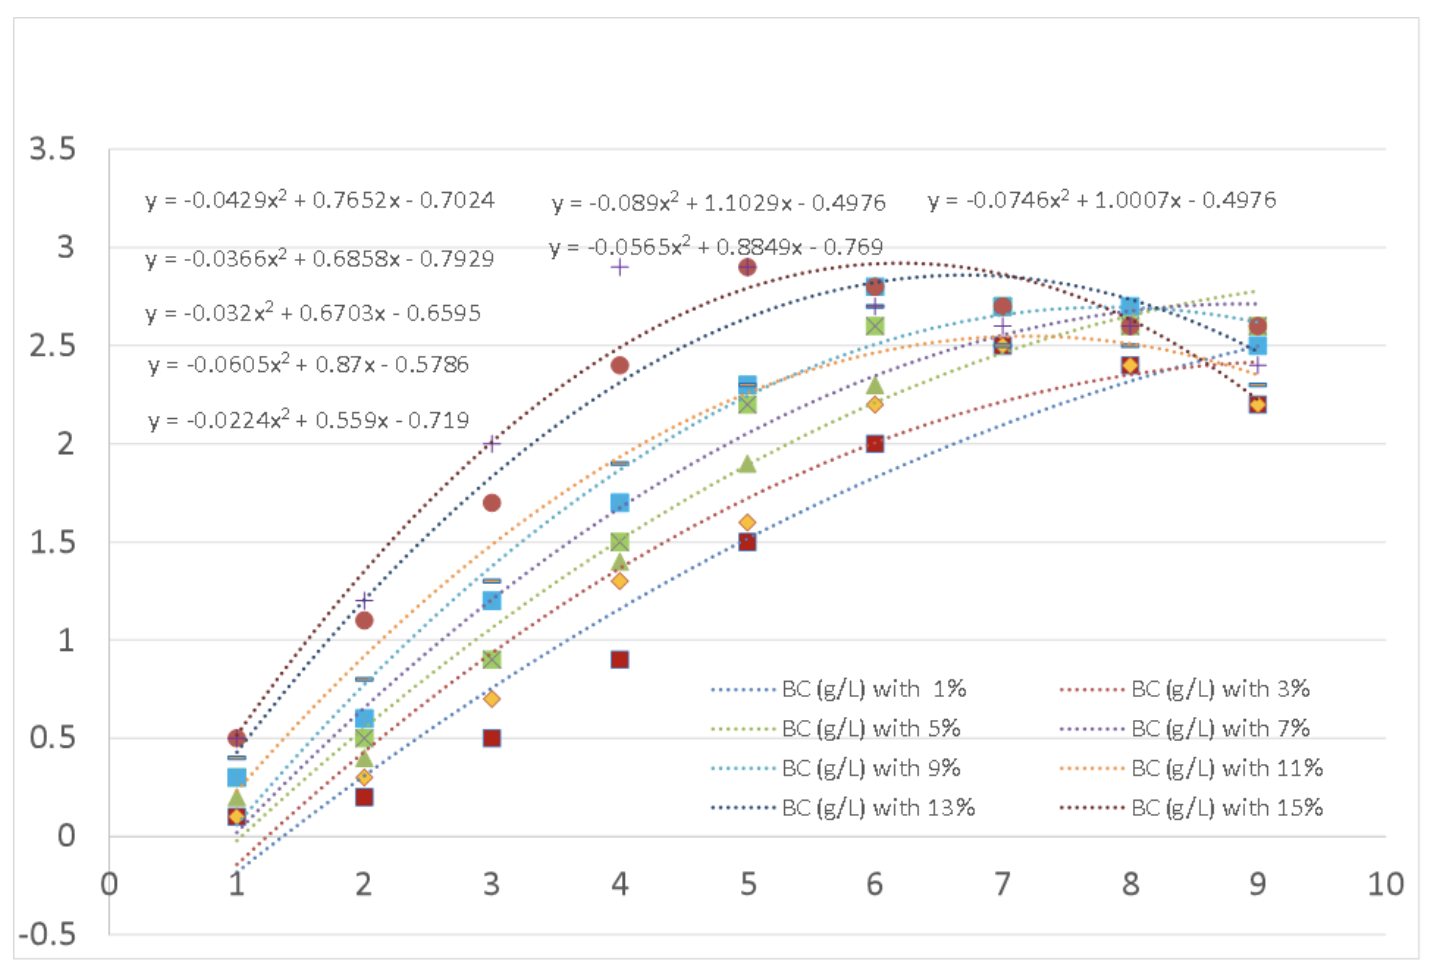 3.5
y = -0.0429x² + 0.7652x - 0.7024
y = -0.089x² + 1.1029x - 0.4976
y = -0.0746x² + 1.0007x - 0.4976
3
y = -0.0565x² + 0.8849x - 0.769
y = -0.0366x² + 0.6858x - 0.7929
y = -0.032x² + 0.6703x - 0.6595
2.5
y = -0.0605x² + 0.87x - 0.5786
y = -0.0224x² + 0.559x - 0.719
2
1.5
1
BC (g/L) with 1%
BC (g/L) with 3%
BC (g/L) with 5%
BC (g/L) with 7%
0.5
BC (g/L) with 9%
BC (g/L) with 11%
BC (g/L) with 13%
BC (g/L) with 15%
0
0 1 2 3 4 5 6 7 8 9 10
-0.5